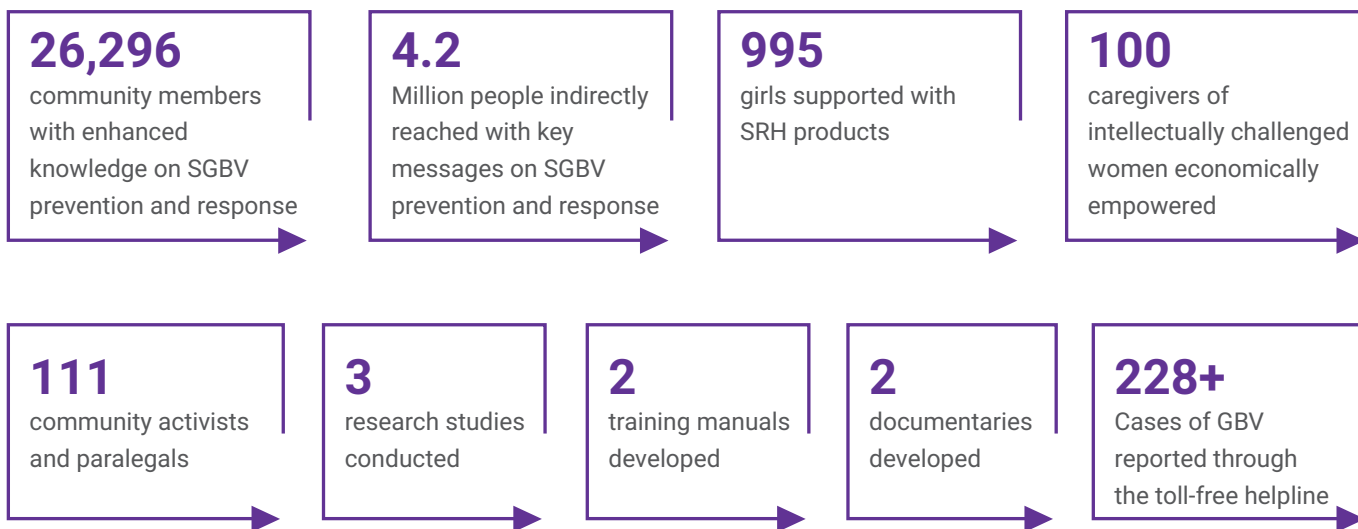 26,296
community members
with enhanced
knowledge on SGBV
prevention and response
4.2
Million people indirectly
reached with key
messages on SGBV
prevention and response
995
girls supported with
SRH products
100
caregivers of
intellectually challenged
women economically
empowered
111
community activists
and paralegals
3
research studies
conducted
2
training manuals
developed
2
documentaries
developed
228+
Cases of GBV
reported through
the toll-free helpline